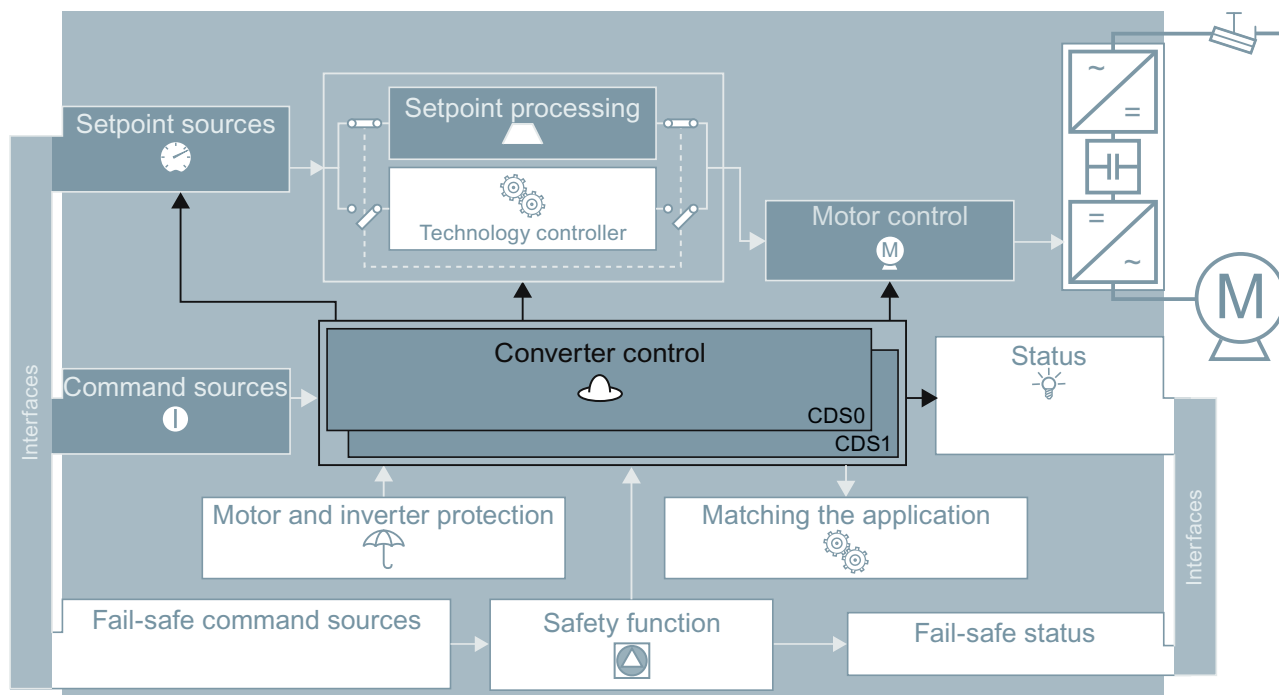 Setpoint sources
Setpoint processing
Technology controller
Motor control
M
~
=
=
~
M
Interfaces
Command sources
Converter control
CDS0
CDS1
Status
Interfaces
Motor and inverter protection
Matching the application
Fail-safe command sources
Safety function
Fail-safe status